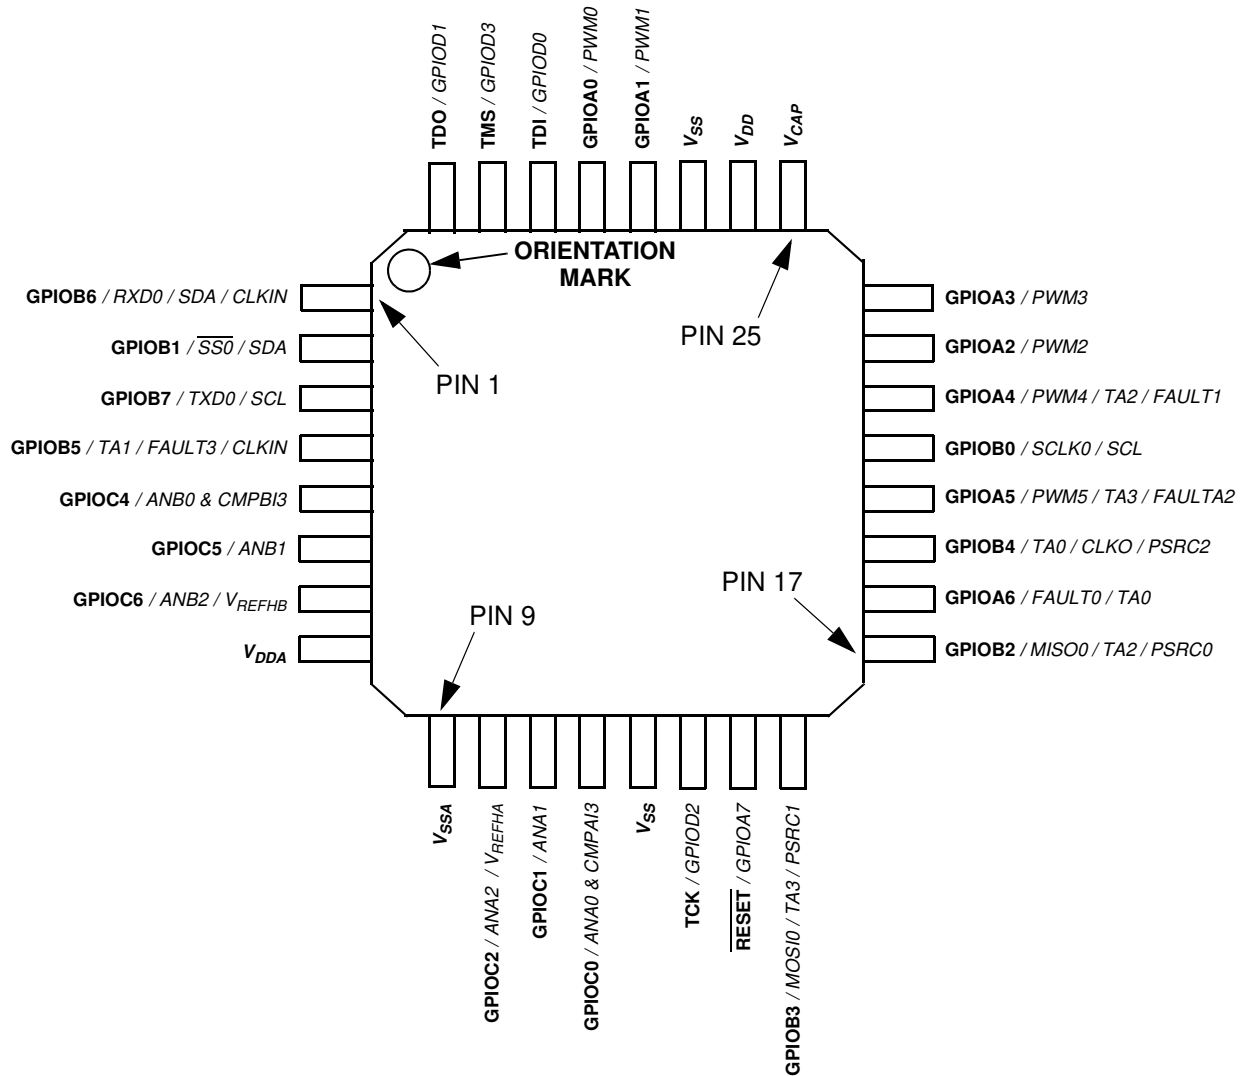 TDO / GPIOD1
TMS / GPIOD3
TDI / GPIOD0
GPIOA0 / PWM0
GPIOA1 / PWM1
VSS
VDD
VCAP
ORIENTATION
MARK
PIN 25
PIN 1
PIN 17
PIN 9
GPIOB6 / RXD0 / SDA / CLKIN
GPIOB1 / SS0 / SDA
GPIOB7 / TXD0 / SCL
GPIOB5 / TA1 / FAULT3 / CLKIN
GPIOC4 / ANB0 & CMPBI3
GPIOC5 / ANB1
GPIOC6 / ANB2 / VREFHB
VDDA
GPIOA3 / PWM3
GPIOA2 / PWM2
GPIOA4 / PWM4 / TA2 / FAULT1
GPIOB0 / SCLK0 / SCL
GPIOA5 / PWM5 / TA3 / FAULTA2
GPIOB4 / TA0 / CLKO / PSRC2
GPIOA6 / FAULT0 / TA0
GPIOB2 / MISO0 / TA2 / PSRC0
VSSA
GPIOC2 / ANA2 / VREFHA
GPIOC1 / ANA1
GPIOC0 / ANA0 & CMPAI3
VSS
TCK / GPIOD2
RESET / GPIOA7
GPIOB3 / MOSI0 / TA3 / PSRC1